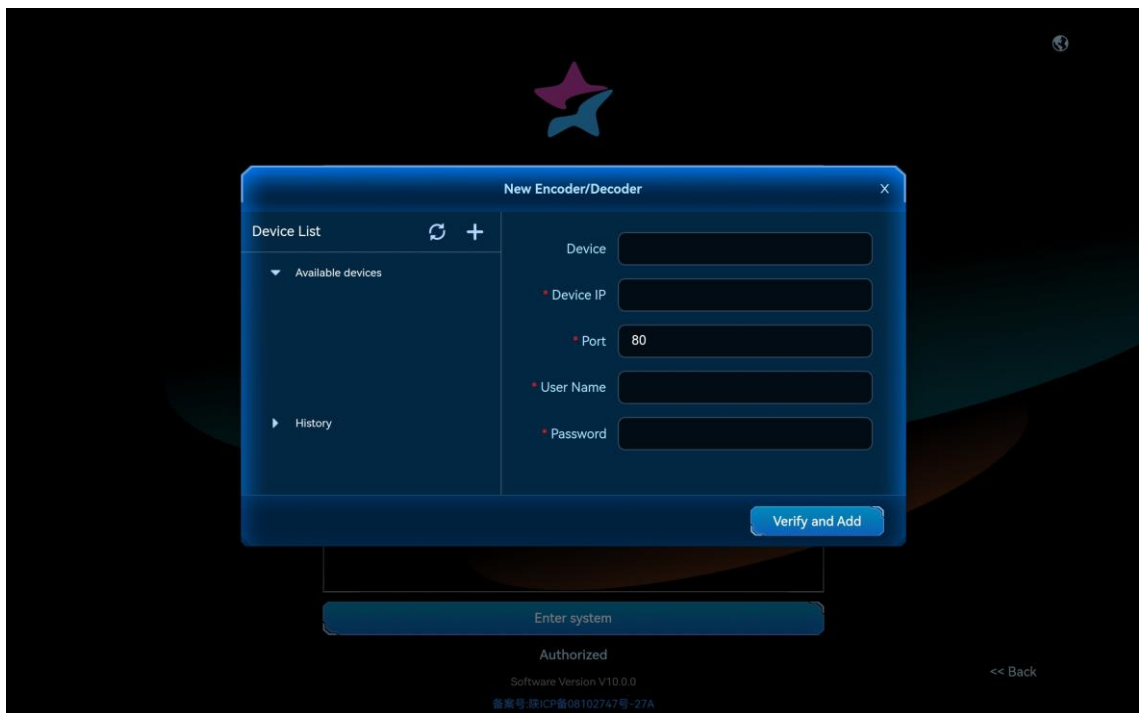 New Encoder/Decoder X
Device List
Available devices
History
Device
* Device IP
* Port 80
* User Name
* Password
Verify and Add
Enter system
Authorized
Software Version V10.0.0
<< Back
备案号:陕ICP备08102747号-27A